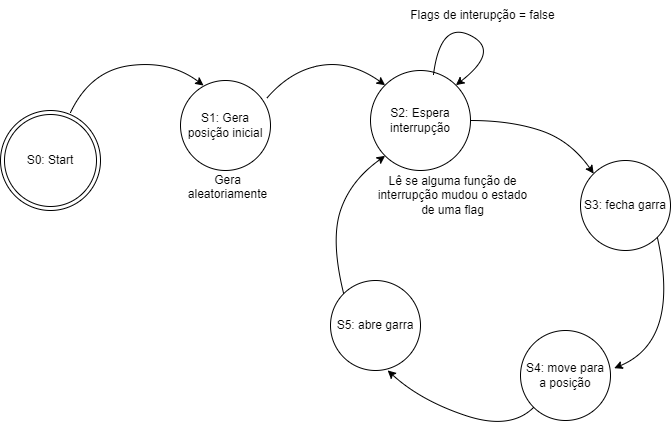 Flags de interupção = false
S0: Start
S1: Gera
posição inicial
Gera
aleatoriamente
S2: Espera
interrupção
Lê se alguma função de
interrupção mudou o estado
de uma flag
S3: fecha garra
S4: move para
a posição
S5: abre garra